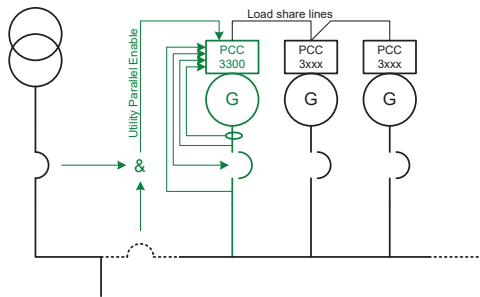 Load share lines
Utility Parallel Enable
PCC
3300
PCC
3xxx
PCC
3xxx
G
G
G
&